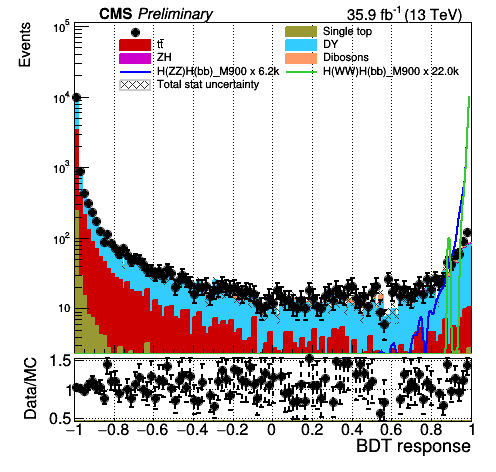 CMS Preliminary 35.9 fb⁻¹ (13 TeV)
Events
10⁵
10⁴
10³
10²
10
Single top
tt̄ DY
ZH Dibosons
H(ZZ)H(bb)_M900 x 6.2k H(WW)H(bb)_M900 x 22.0k
Total stat uncertainty
Data/MC
1.5
1
0.5
−1 −0.8 −0.6 −0.4 −0.2 0 0.2 0.4 0.6 0.8 1
BDT response